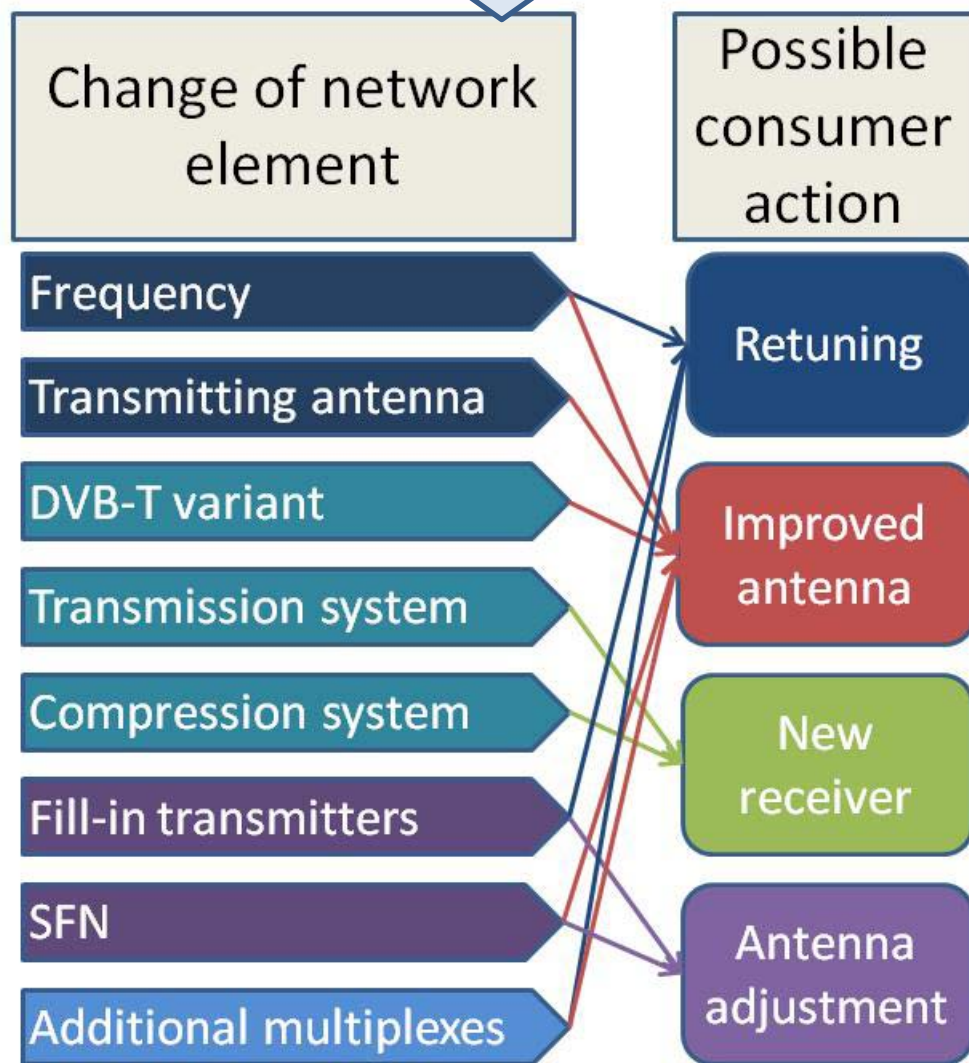 Change of network
element
Possible
consumer
action
Frequency
Transmitting antenna
DVB-T variant
Transmission system
Compression system
Fill-in transmitters
SFN
Additional multiplexes
Retuning
Improved
antenna
New
receiver
Antenna
adjustment